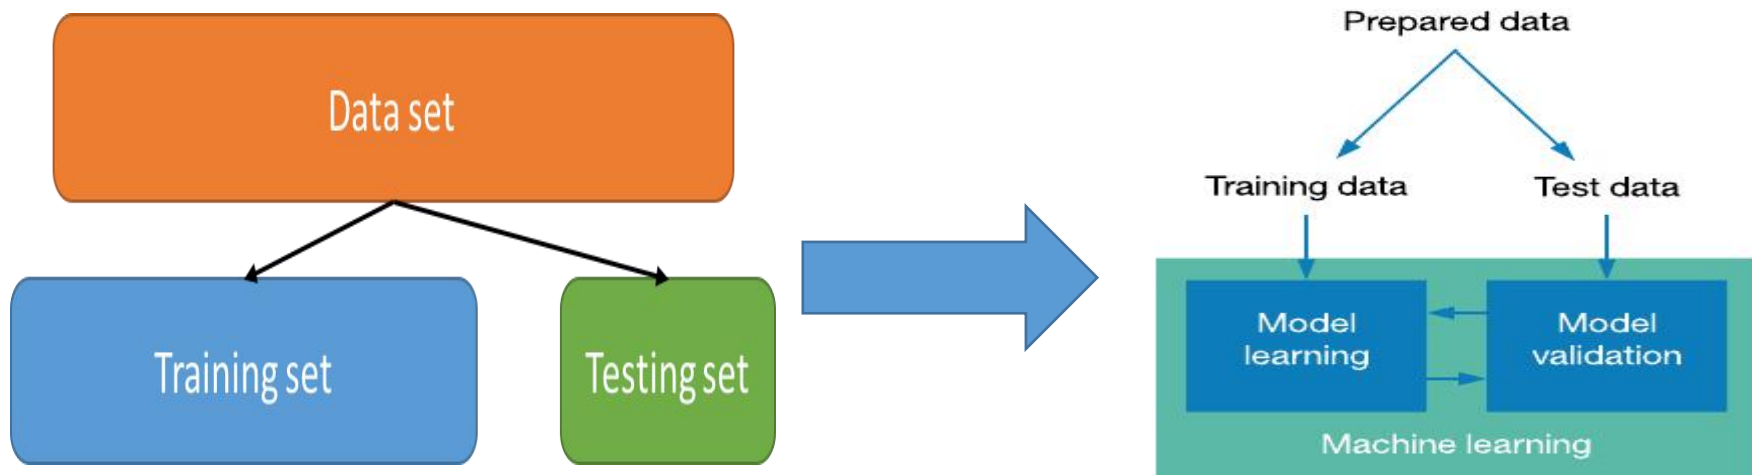 Data set
Training set
Testing set
Prepared data
Training data
Test data
Model
learning
Model
validation
Machine learning